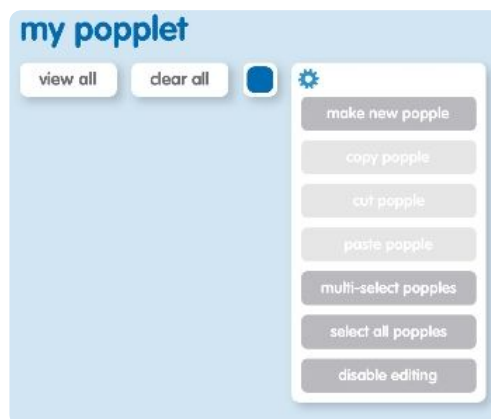 my popplet
view all clear all
make new popple
copy popple
cut popple
paste popple
multi-select popples
select all popples
disable editing